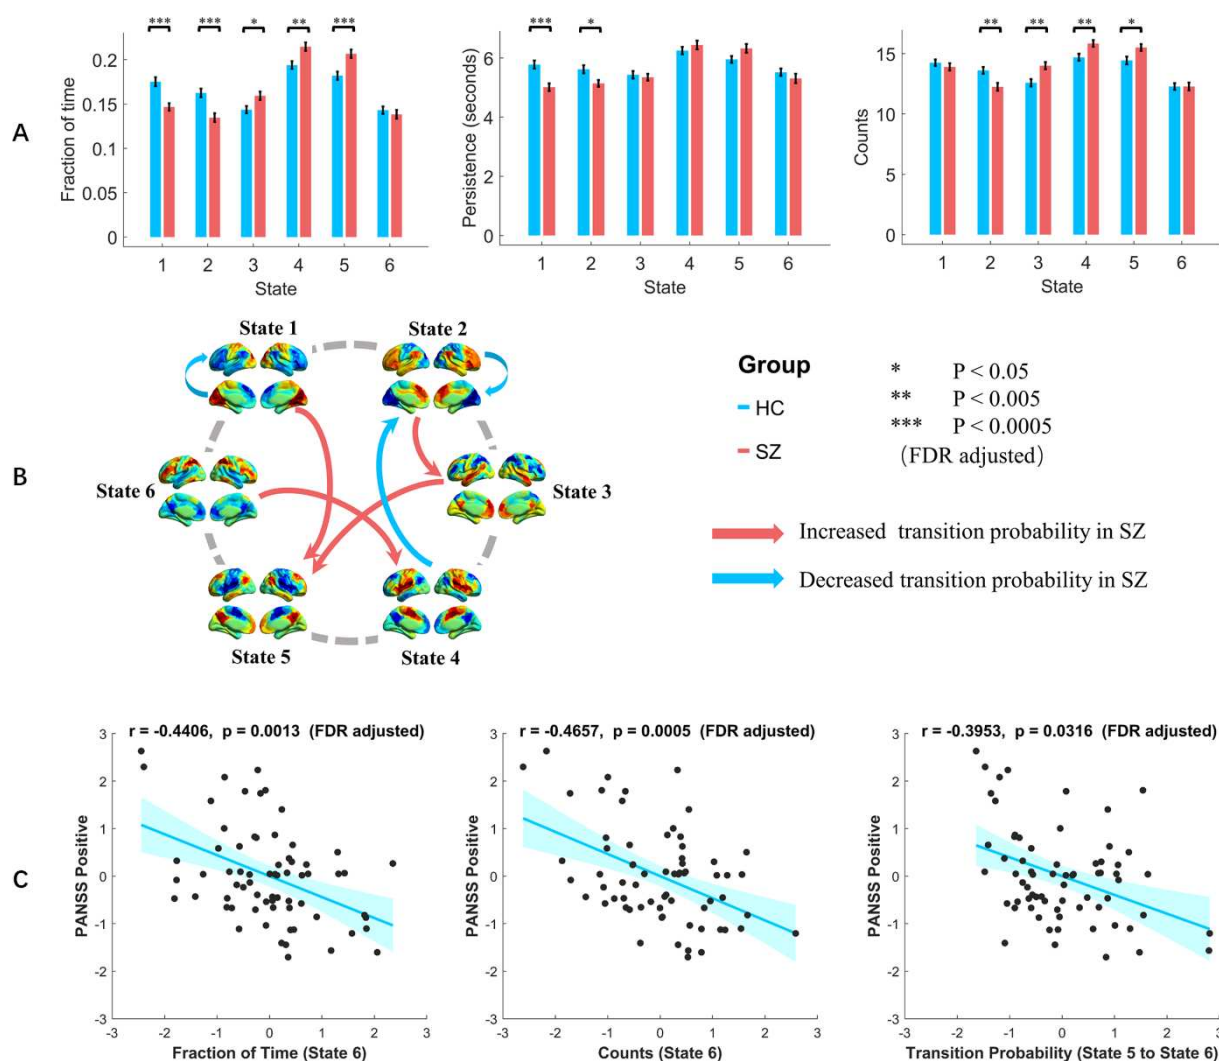 A
*** *** * ** ***
Fraction of time
0.2
0.15
0.1
0.05
0
1 2 3 4 5 6
State
*** *
Persistence (seconds)
6
4
2
0
1 2 3 4 5 6
State
** ** ** *
Counts
15
10
5
0
1 2 3 4 5 6
State
B
State 1
State 2
State 6
State 3
State 5
State 4
Group
HC
SZ
* P < 0.05
** P < 0.005
*** P < 0.0005
(FDR adjusted)
Increased transition probability in SZ
Decreased transition probability in SZ
C
r = -0.4406, p = 0.0013 (FDR adjusted)
PANSS Positive
3
2
1
0
-1
-2
-3
-3 -2 -1 0 1 2 3
Fraction of Time (State 6)
r = -0.4657, p = 0.0005 (FDR adjusted)
PANSS Positive
3
2
1
0
-1
-2
-3
-3 -2 -1 0 1 2 3
Counts (State 6)
r = -0.3953, p = 0.0316 (FDR adjusted)
PANSS Positive
3
2
1
0
-1
-2
-3
-3 -2 -1 0 1 2 3
Transition Probability (State 5 to State 6)